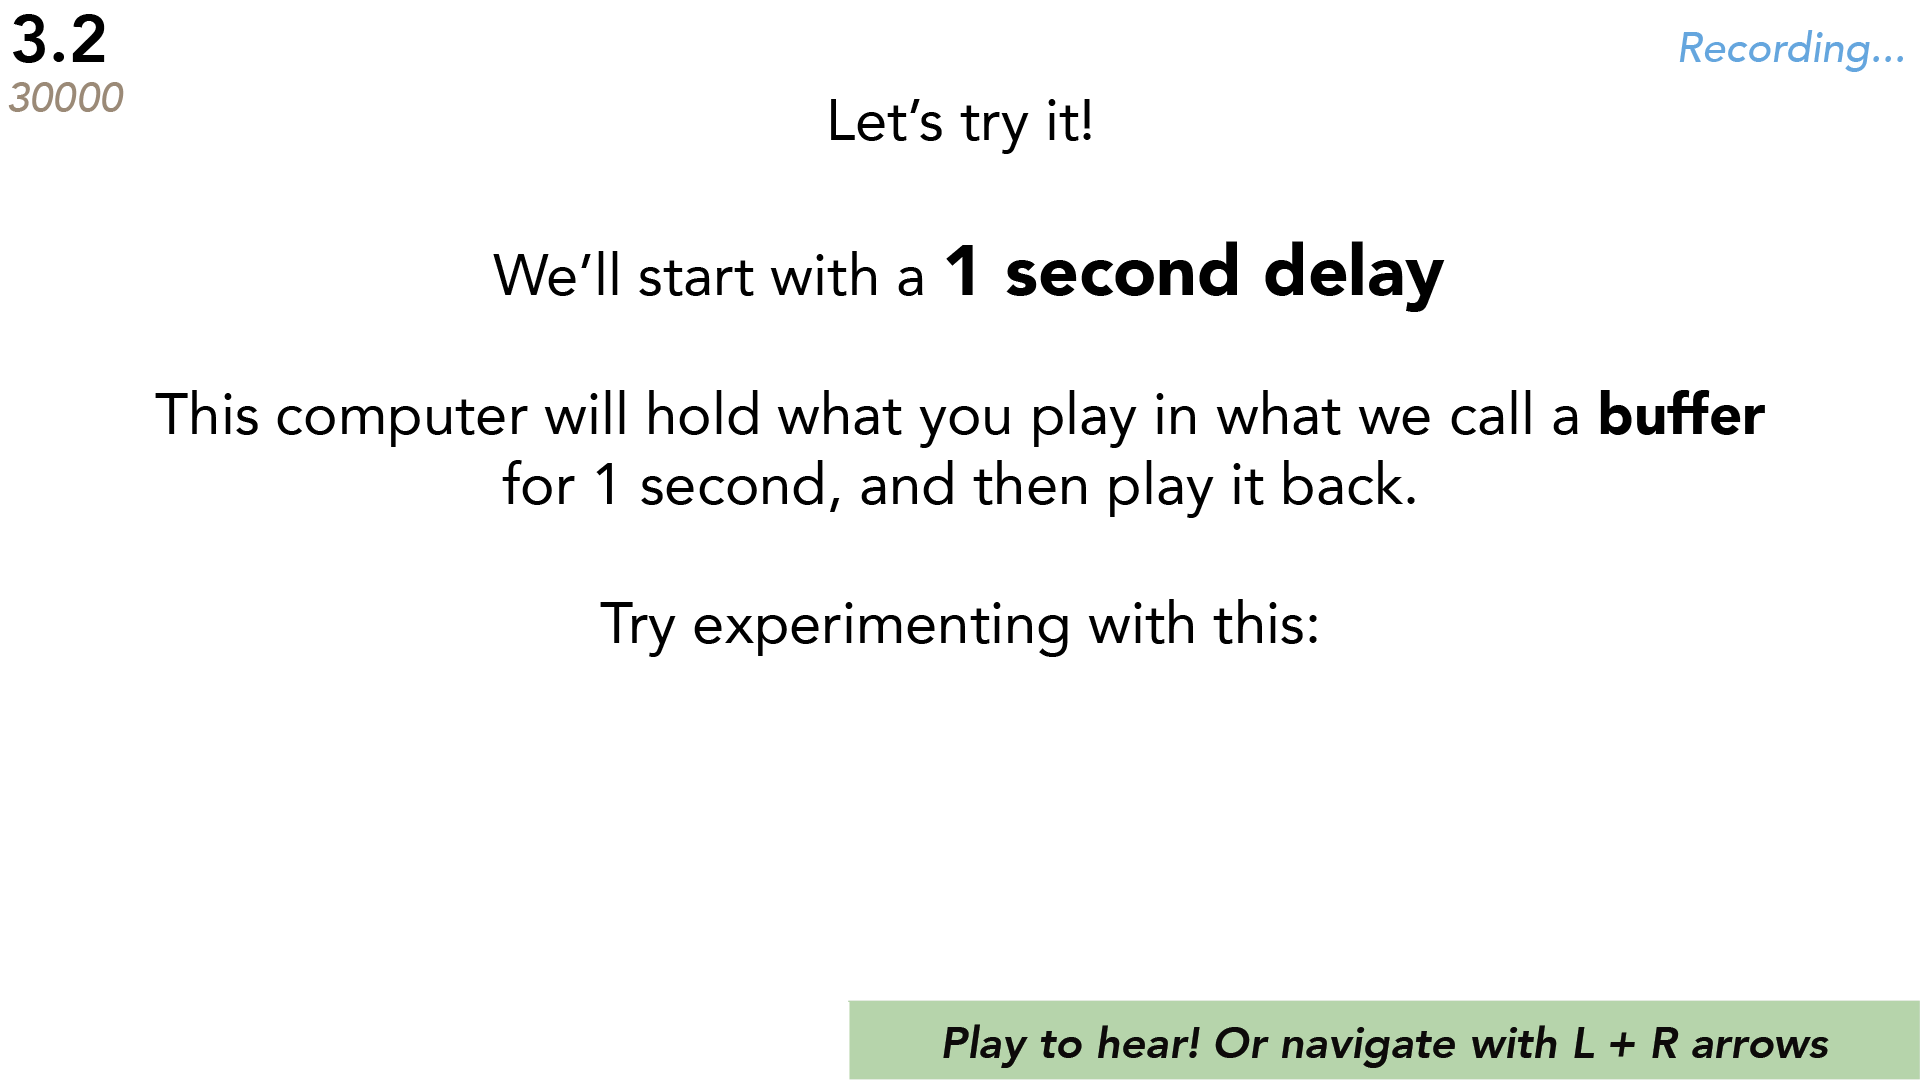 3.2
30000
Recording...
Let’s try it!
We’ll start with a 1 second delay
This computer will hold what you play in what we call a buffer
for 1 second, and then play it back.
Try experimenting with this:
Play to hear! Or navigate with L + R arrows